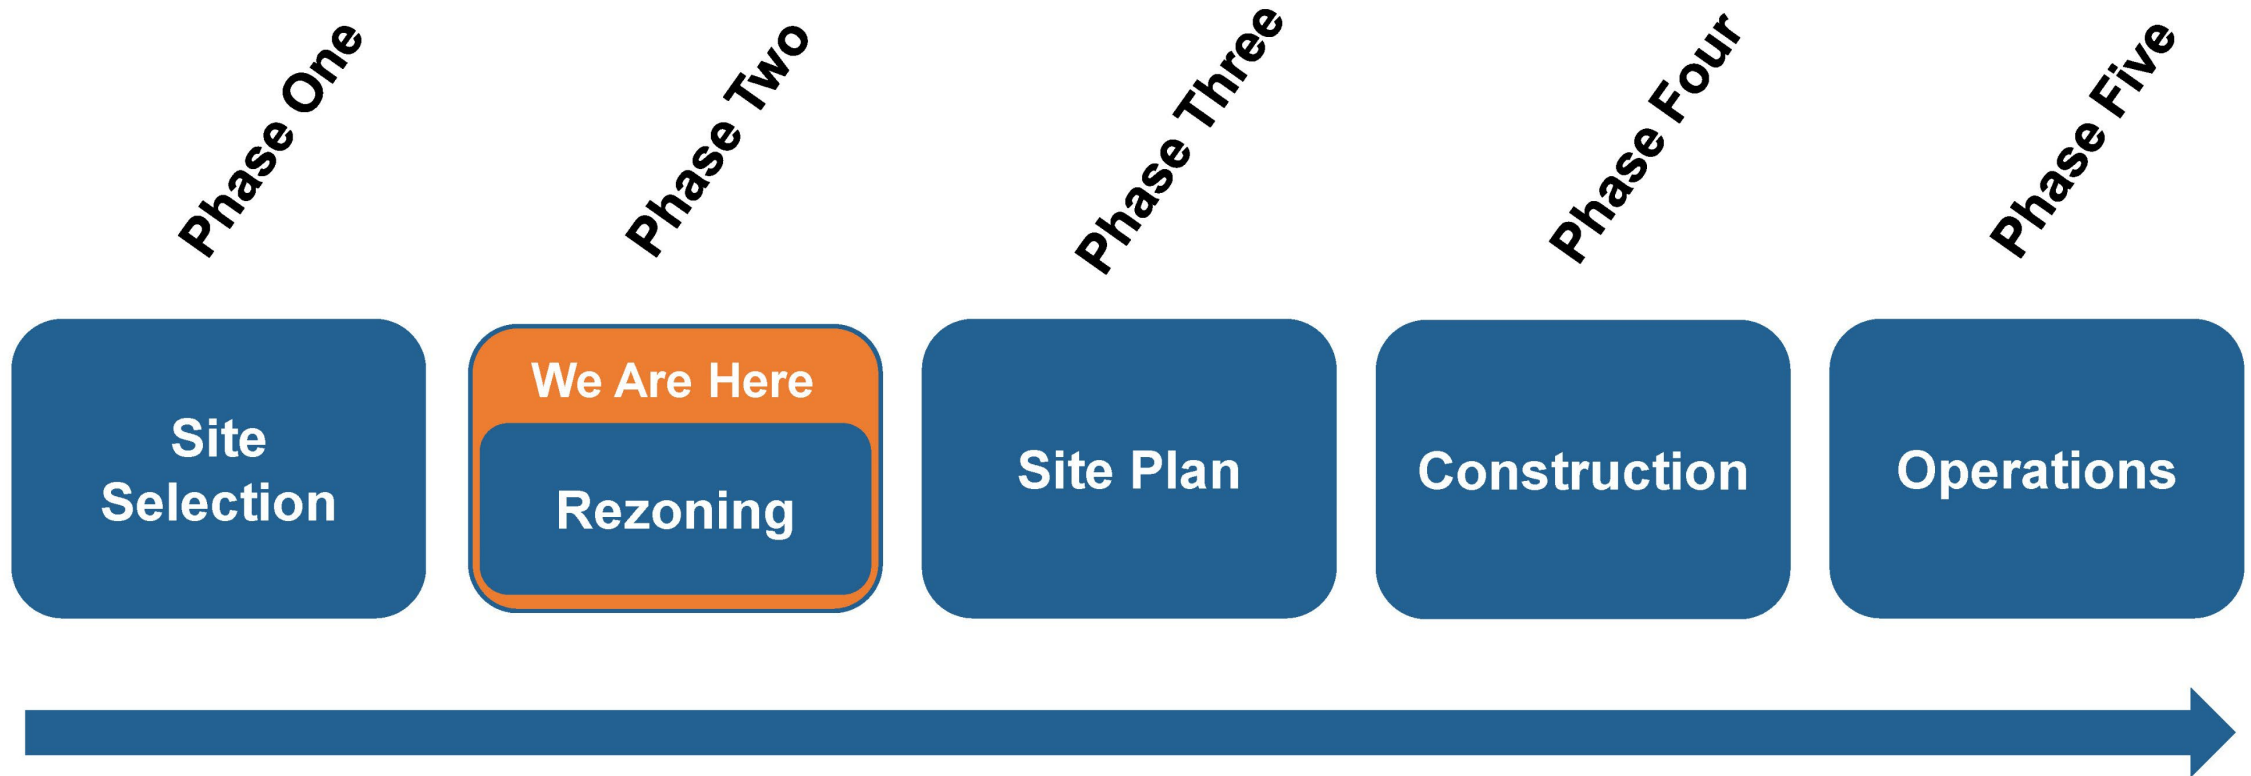 Phase One
Phase Two
Phase Three
Phase Four
Phase Five
Site
Selection
We Are Here
Rezoning
Site Plan
Construction
Operations